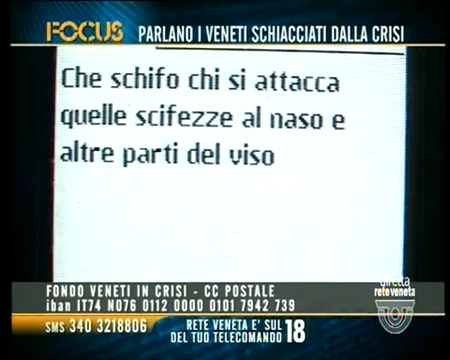 FOCUS PARLANO I VENETI SCHIACCIATI DALLA CRISI
Che schifo chi si attacca
quelle scifezze al naso e
altre parti del viso
diretta
reteveneta
FONDO VENETI IN CRISI - CC POSTALE
iban IT74 N076 0112 0000 0101 7942 739
SMS 340 3218806
RETE VENETA E' SUL
DEL TUO TELECOMANDO 18